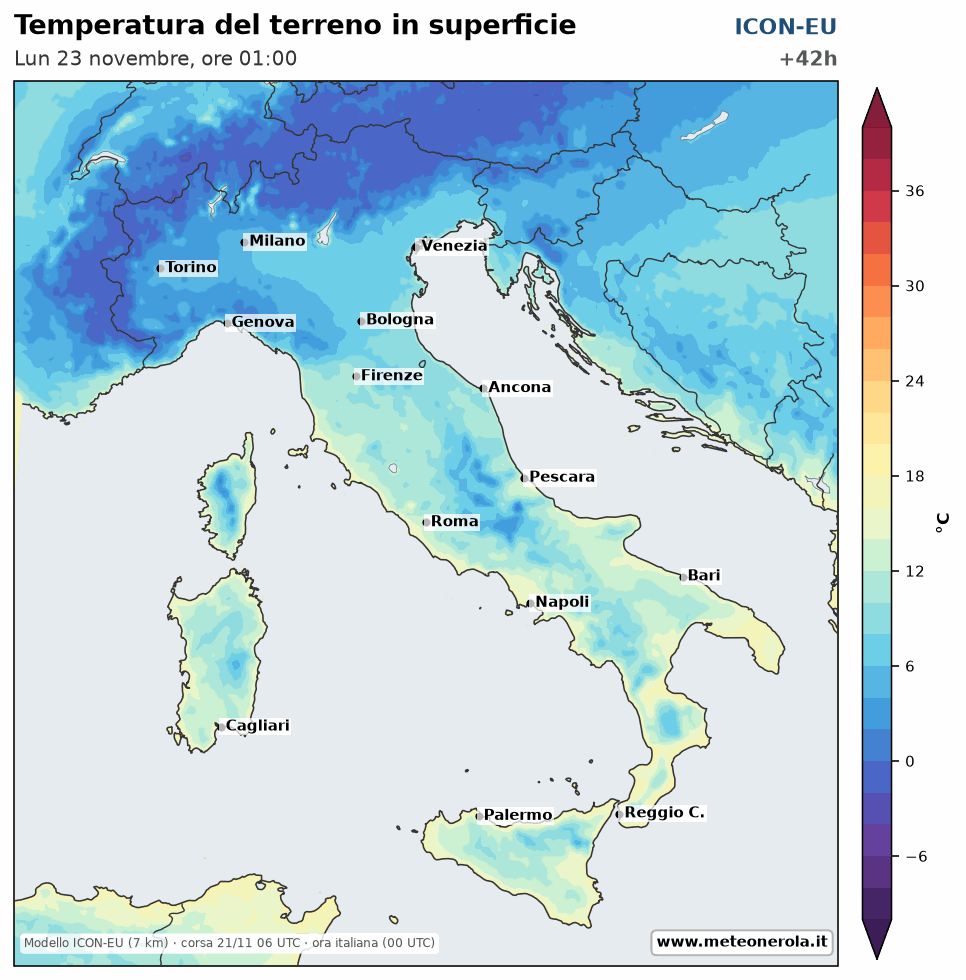 Temperatura del terreno in superficie
ICON-EU
Lun 23 novembre, ore 01:00
+42h
Milano
Venezia
Torino
Genova
Bologna
Firenze
Ancona
Pescara
Roma
Bari
Napoli
Cagliari
Palermo
Reggio C.
36
30
24
18
12
6
0
−6
°C
Modello ICON-EU (7 km) · corsa 21/11 06 UTC · ora italiana (00 UTC)
www.meteonerola.it